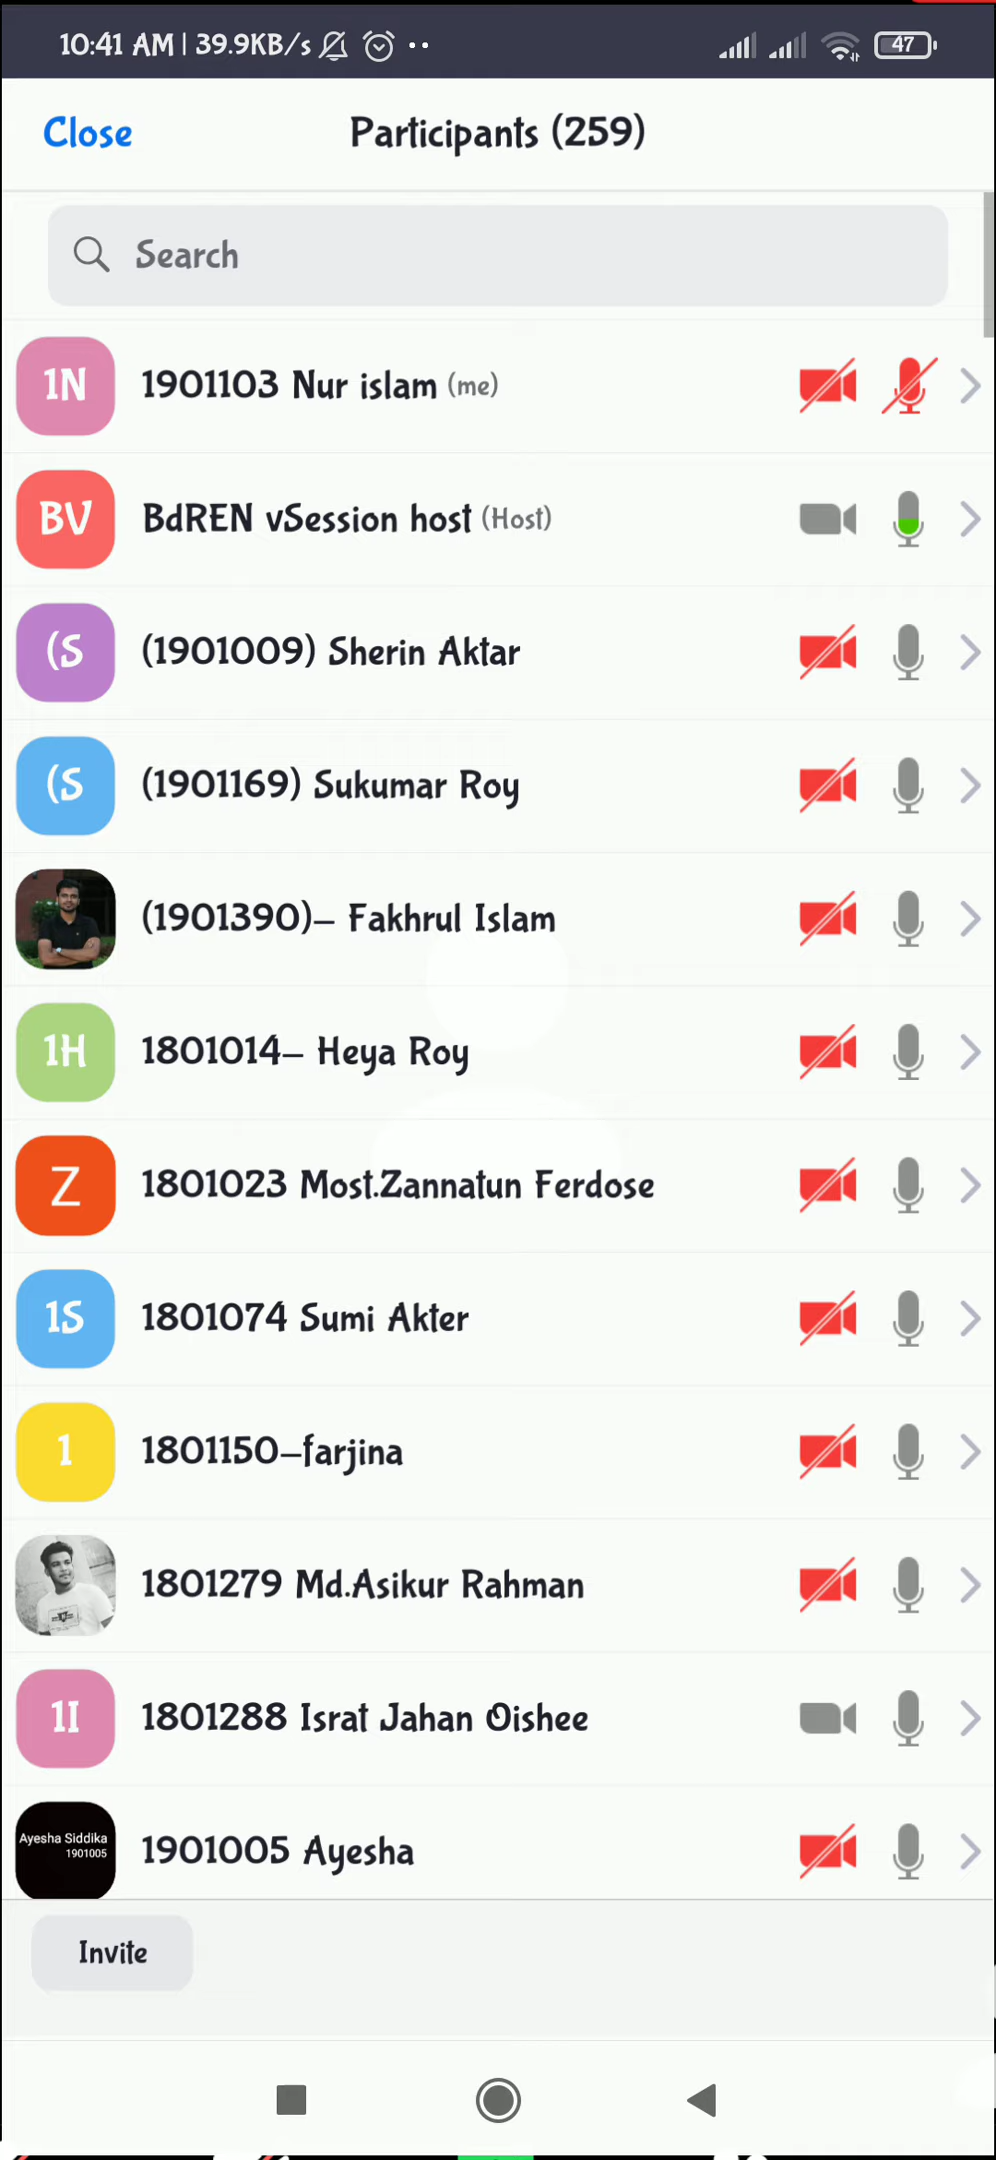 10:41 AM | 39.9KB/s 47
Close Participants (259)
Search
1N 1901103 Nur islam (me)
BV BdREN vSession host (Host)
(S (1901009) Sherin Aktar
(S (1901169) Sukumar Roy
(1901390)– Fakhrul Islam
1H 1801014– Heya Roy
Z 1801023 Most.Zannatun Ferdose
1S 1801074 Sumi Akter
1 1801150–farjina
1801279 Md.Asikur Rahman
1I 1801288 Israt Jahan Oishee
Ayesha Siddika
1901005
1901005 Ayesha
Invite